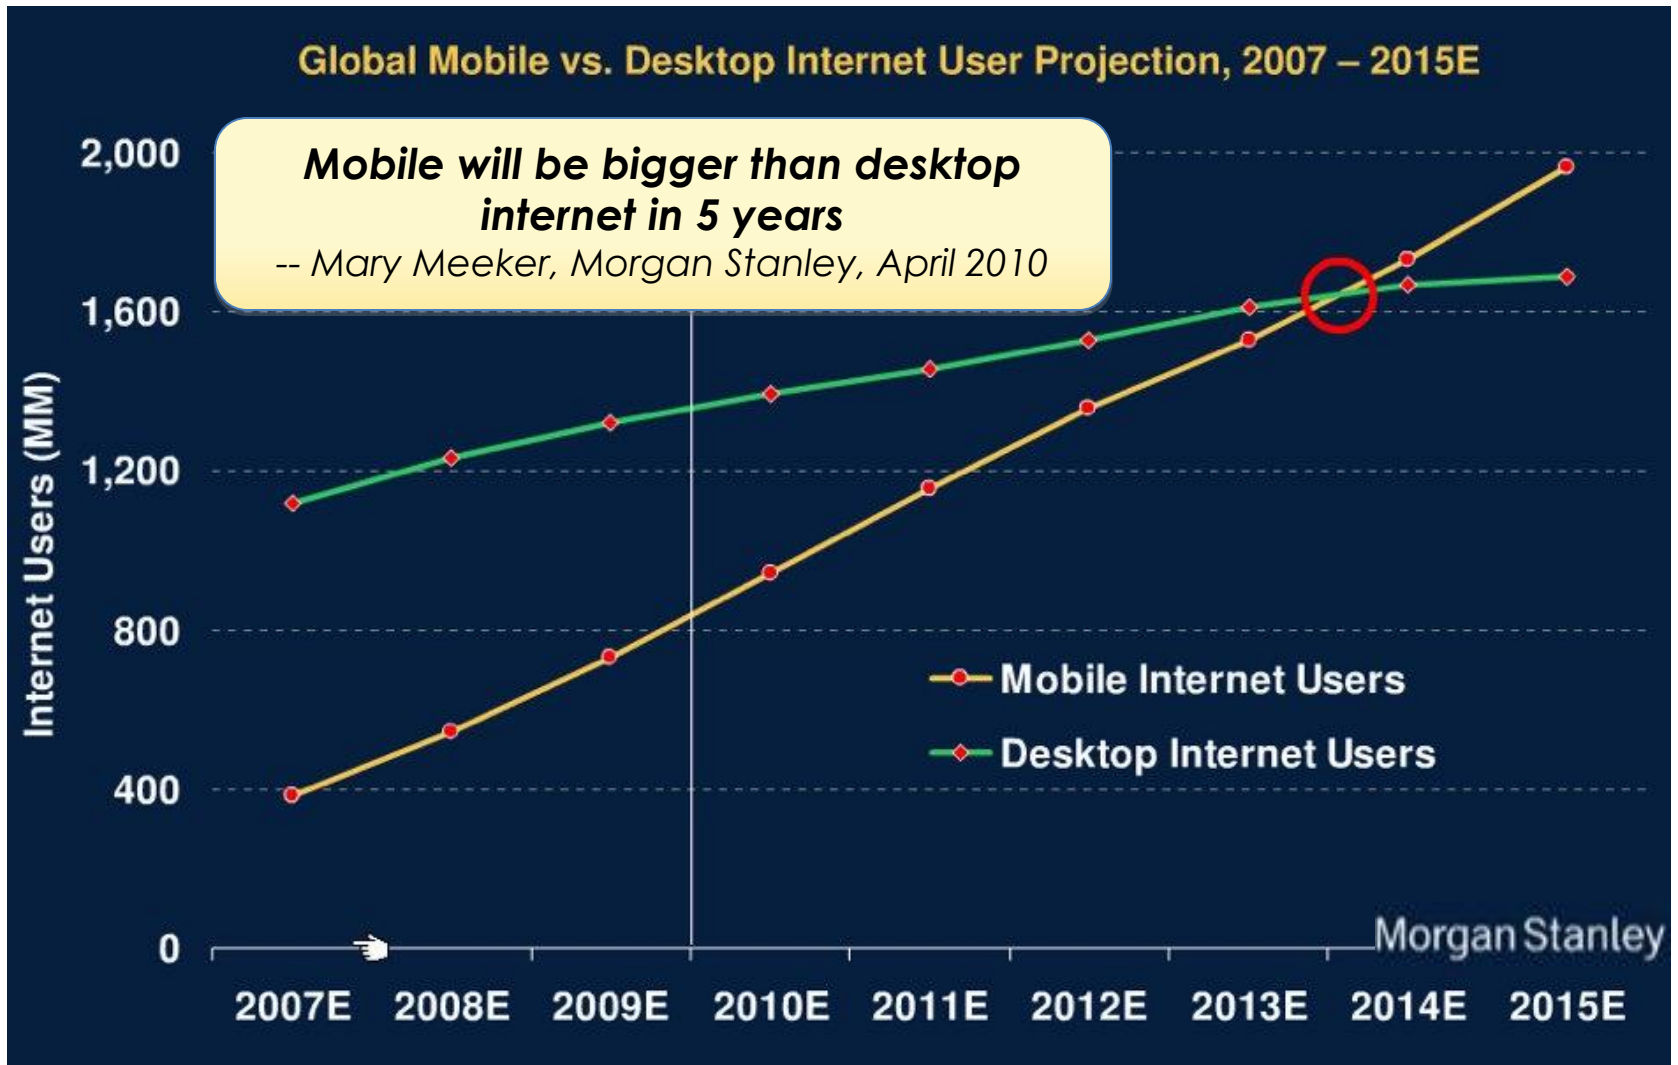 Global Mobile vs. Desktop Internet User Projection, 2007 – 2015E
Mobile will be bigger than desktop
internet in 5 years
-- Mary Meeker, Morgan Stanley, April 2010
2,000
1,600
1,200
800
400
0
Internet Users (MM)
Mobile Internet Users
Desktop Internet Users
Morgan Stanley
2007E 2008E 2009E 2010E 2011E 2012E 2013E 2014E 2015E